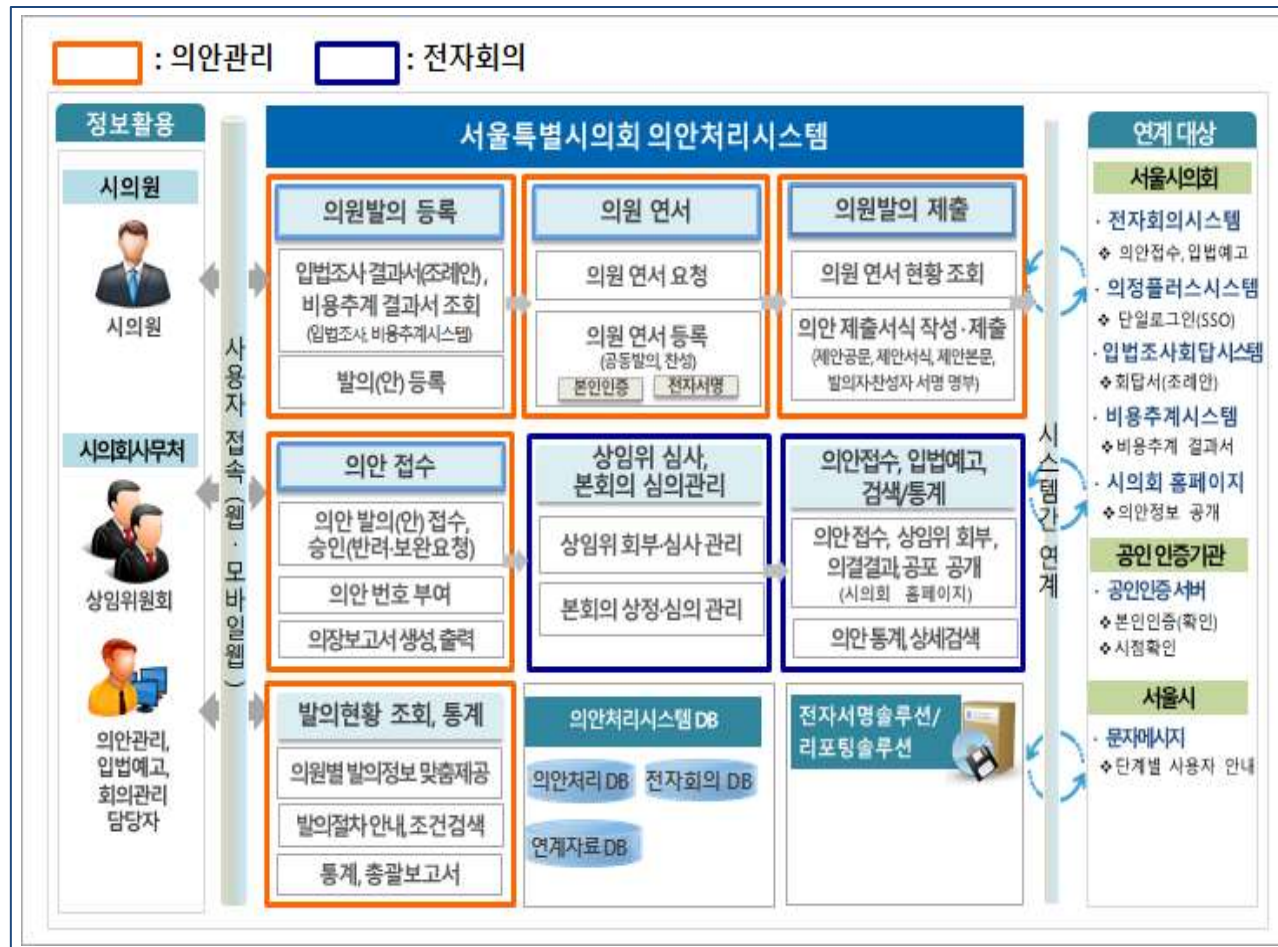 : 의안관리
: 전자회의
정보활용
시의원
시의원
시의회사무처
상임위원회
의안관리,
입법예고,
회의관리
담당자
사용자 접속 (웹 · 모바일웹)
서울특별시의회 의안처리시스템
의원발의 등록
입법조사 결과서(조례안),
비용추계 결과서 조회
(입법조사, 비용추계시스템)
발의(안) 등록
의원 연서
의원 연서 요청
의원 연서 등록
(공동발의, 찬성)
본인인증
전자서명
의원발의 제출
의원 연서 현황 조회
의안 제출서식 작성·제출
(제안공문, 제안서식, 제안본문,
발의자·찬성자 서명 명부)
의안 접수
의안 발의(안) 접수,
승인(반려·보완요청)
의안 번호 부여
의장보고서 생성, 출력
상임위 심사,
본회의 심의관리
상임위 회부·심사 관리
본회의 상정·심의 관리
의안접수, 입법예고,
검색/통계
의안 접수, 상임위 회부,
의결결과, 공포 공개
(시의회 홈페이지)
의안 통계, 상세검색
발의현황 조회, 통계
의원별 발의정보 맞춤제공
발의절차 안내, 조건검색
통계, 총괄보고서
의안처리시스템 DB
의안처리 DB
전자회의 DB
연계자료 DB
전자서명솔루션/
리포팅솔루션
시스템간 연계
연계 대상
서울시의회
· 전자회의시스템
❖ 의안접수, 입법예고
· 의정플러스시스템
❖ 단일로그인(SSO)
· 입법조사회답시스템
❖회답서(조례안)
· 비용추계시스템
❖비용추계 결과서
· 시의회 홈페이지
❖의안정보 공개
공인 인증기관
· 공인인증 서버
❖본인인증(확인)
❖시점확인
서울시
· 문자메시지
❖단계별 사용자 안내